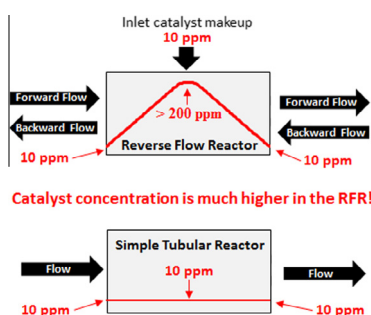 Inlet catalyst makeup
10 ppm
Forward Flow
Backward Flow
> 200 ppm
Reverse Flow Reactor
Forward Flow
Backward Flow
10 ppm
10 ppm
Catalyst concentration is much higher in the RFR!
Simple Tubular Reactor
Flow
10 ppm
Flow
10 ppm
10 ppm